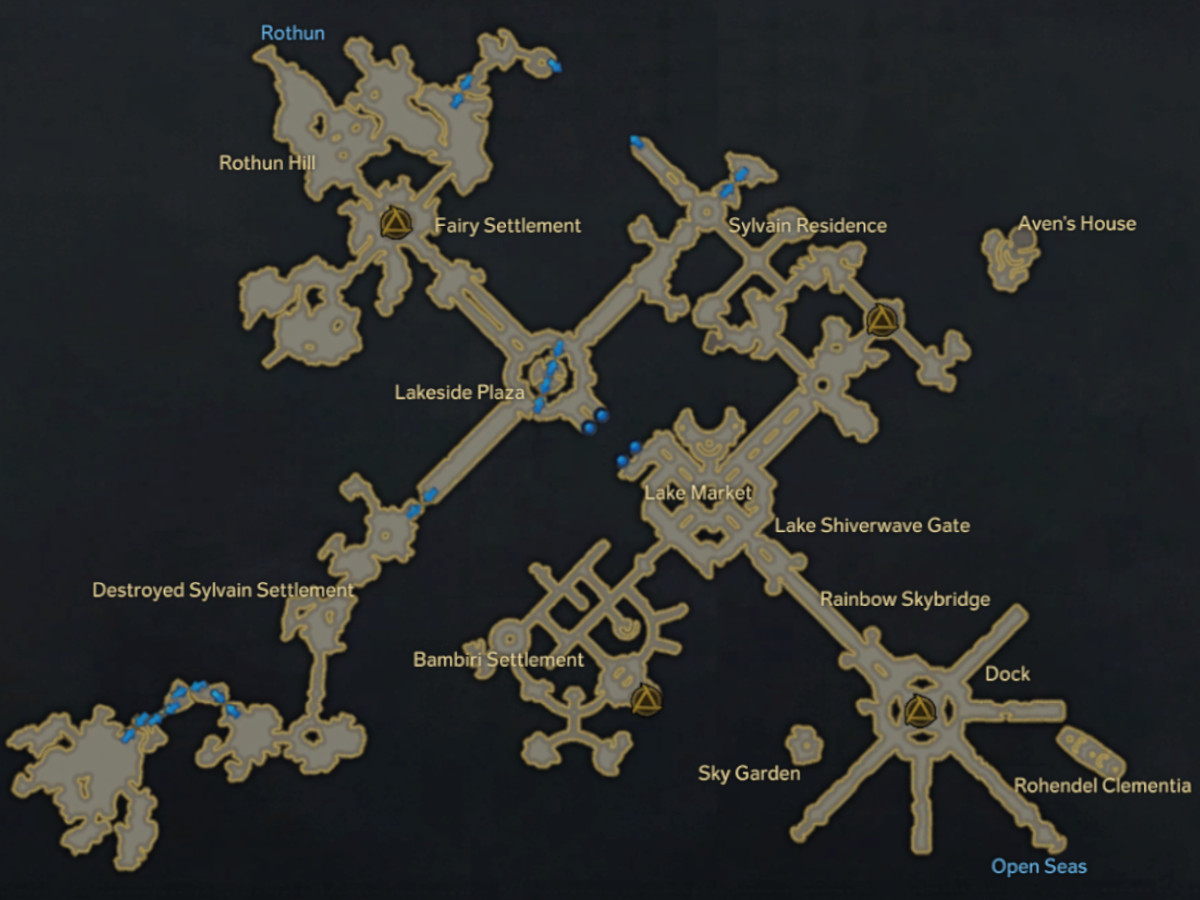 Rothun
Rothun Hill
Fairy Settlement
Sylvain Residence
Aven's House
Lakeside Plaza
Lake Market
Lake Shiverwave Gate
Destroyed Sylvain Settlement
Rainbow Skybridge
Bambiri Settlement
Dock
Sky Garden
Rohendel Clementia
Open Seas